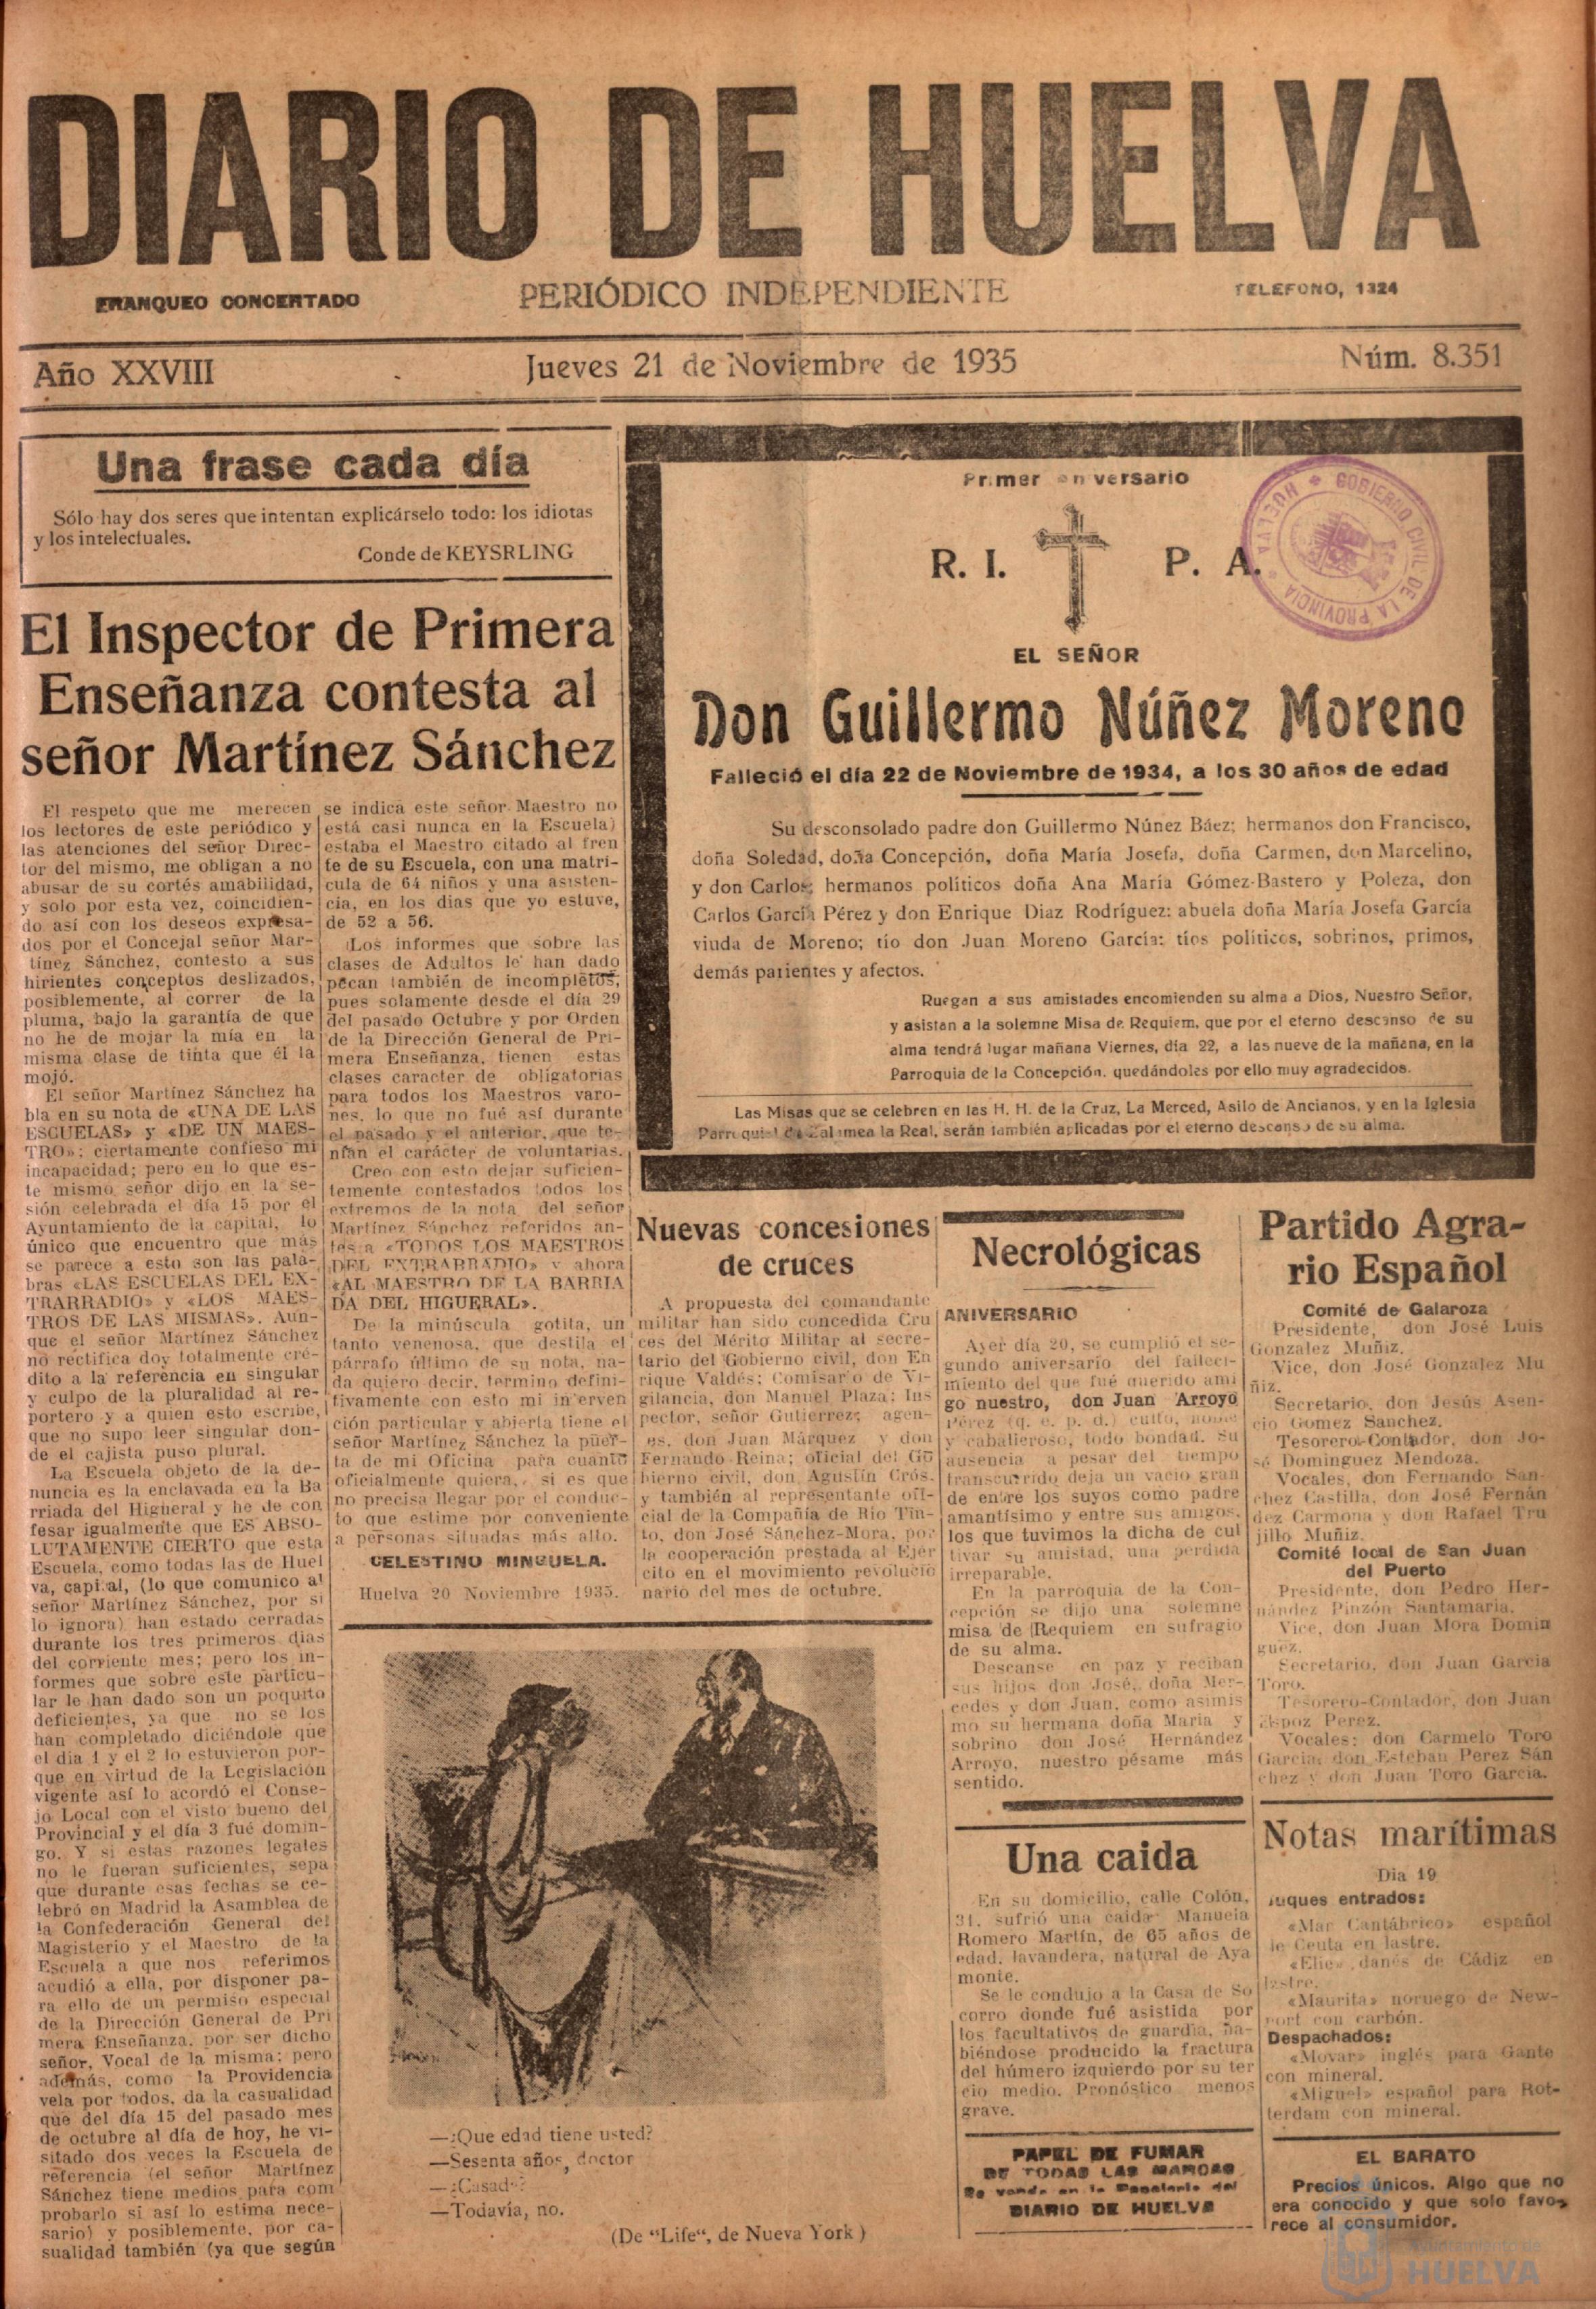 DIARIO DE HUELVA
FRANQUEO CONCERTADO
PERIÓDICO INDEPENDIENTE
TELEFONO, 1324
Año XXVIII
Jueves 21 de Noviembre de 1935
Núm. 8.351
Una frase cada día
Sólo hay dos seres que intentan explicárselo todo: los idiotas
y los intelectuales.
Conde de KEYSRLING
El Inspector de Primera
Enseñanza contesta al
señor Martínez Sánchez
El respeto que me merecen
los lectores de este periódico y
las atenciones del señor Direc-
tor del mismo, me obligan a no
abusar de su cortés amabilidad,
y solo por esta vez, coincidien-
do así con los deseos expresa-
dos por el Concejal señor Mar-
tínez Sánchez, contesto a sus
hirientes conceptos deslizados,
posiblemente, al correr de la
pluma, bajo la garantía de que
no he de mojar la mía en la
misma clase de tinta que él la
mojó.
El señor Martínez Sánchez ha
bla en su nota de «UNA DE LAS
ESCUELAS» y «DE UN MAES-
TRO»; ciertamente confieso mi
incapacidad; pero en lo que es-
te mismo señor dijo en la se-
sión celebrada el día 15 por el
Ayuntamiento de la capital, lo
único que encuentro que más
se parece a esto son las pala-
bras «LAS ESCUELAS DEL EX-
TRARRADIO» y «LOS MAES-
TROS DE LAS MISMAS». Aun-
que el señor Martínez Sánchez
no rectifica doy totalmente cré-
dito a la referencia en singular
y culpo de la pluralidad al re-
portero y a quien esto escribe,
que no supo leer singular don-
de el cajista puso plural.
La Escuela objeto de la de-
nuncia es la enclavada en la Ba
rriada del Higueral y he de con
fesar igualmente que ES ABSO-
LUTAMENTE CIERTO que esta
Escuela, como todas las de Huel
va, capital, (lo que comunico al
señor Martínez Sánchez, por si
lo ignora) han estado cerradas
durante los tres primeros dias
del corriente mes; pero los in-
formes que sobre este particu-
lar le han dado son un poquito
deficientes, ya que no se los
han completado diciéndole que
el día 1 y el 2 lo estuvieron por-
que en virtud de la Legislación
vigente así lo acordó el Conse-
jo Local con el visto bueno del
Provincial y el día 3 fué domin-
go. Y si estas razones legales
no le fueran suficientes, sepa
que durante esas fechas se ce-
lebró en Madrid la Asamblea de
la Confederación General del
Magisterio y el Maestro de la
Escuela a que nos referimos
acudió a ella, por disponer pa-
ra ello de un permiso especial
de la Dirección General de Pri
mera Enseñanza, por ser dicho
señor, Vocal de la misma; pero
además, como la Providencia
vela por todos, da la casualidad
que del día 15 del pasado mes
de octubre al día de hoy, he vi-
sitado dos veces la Escuela de
referencia (el señor Martínez
Sánchez tiene medios para com
probarlo si así lo estima nece-
sario) y posiblemente, por ca-
sualidad también (ya que según
se indica este señor Maestro no
está casi nunca en la Escuela)
estaba el Maestro citado al fren
te de su Escuela, con una matrí-
cula de 64 niños y una asisten-
cia, en los dias que yo estuve,
de 52 a 56.
Los informes que sobre las
clases de Adultos le han dado
pecan también de incompletos,
pues solamente desde el día 29
del pasado Octubre y por Orden
de la Dirección General de Pri-
mera Enseñanza, tienen estas
clases caracter de obligatorias
para todos los Maestros varo-
nes, lo que no fué así durante
el pasado y el anterior, que te-
nían el carácter de voluntarias.
Creo con esto dejar suficien-
temente contestados todos los
extremos de la nota del señor
Martínez Sánchez referidos an-
tes a «TODOS LOS MAESTROS
DEL EXTRARRADIO» y ahora
«AL MAESTRO DE LA BARRIA
DA DEL HIGUERAL».
De la minúscula gotita, un
tanto venenosa, que destila el
párrafo último de su nota, na-
da quiero decir, termino defini-
tivamente con esto mi interven
ción particular y abierta tiene el
señor Martínez Sánchez la puer-
ta de mi Oficina para cuanto
oficialmente quiera, si es que
no precisa llegar por el conduc-
to que estime por conveniente
a personas situadas más alto.
CELESTINO MINGUELA.
Huelva 20 Noviembre 1935.
Primer aniversario
R. I. P. A.
GOBIERNO CIVIL DE LA PROVINCIA * HUELVA *
EL SEÑOR
Don Guillermo Núñez Moreno
Falleció el día 22 de Noviembre de 1934, a los 30 años de edad
Su desconsolado padre don Guillermo Núnez Báez; hermanos don Francisco,
doña Soledad, doña Concepción, doña María Josefa, doña Carmen, don Marcelino,
y don Carlos; hermanos políticos doña Ana María Gómez-Bastero y Poleza, don
Carlos García Pérez y don Enrique Diaz Rodríguez; abuela doña María Josefa García
viuda de Moreno; tío don Juan Moreno García; tíos políticos, sobrinos, primos,
demás parientes y afectos.
Ruegan a sus amistades encomienden su alma a Dios, Nuestro Señor,
y asistan a la solemne Misa de Requiem, que por el eterno descanso de su
alma tendrá lugar mañana Viernes, día 22, a las nueve de la mañana, en la
Parroquia de la Concepción, quedándoles por ello muy agradecidos.
Las Misas que se celebren en las H. H. de la Cruz, La Merced, Asilo de Ancianos, y en la Iglesia
Parroquial de Zalamea la Real, serán también aplicadas por el eterno descanso de su alma.
Nuevas concesiones
de cruces
A propuesta del comandante
militar han sido concedida Cru
ces del Mérito Militar al secre-
tario del Gobierno civil, don En
rique Valdés; Comisario de Vi-
gilancia, don Manuel Plaza; Ins
pector, señor Gutierrez; agen-
es, don Juan Márquez y don
Fernando Reina; oficial del Go
bierno civil, don Agustín Crós,
y también al representante ofi-
cial de la Compañía de Río Tin-
to, don José Sánchez-Mora, por
la cooperación prestada al Ejér
cito en el movimiento revolucio
nario del mes de octubre.
—¿Que edad tiene usted?
—Sesenta años, doctor
—¿Casada?
—Todavía, no.
(De "Life", de Nueva York)
Necrológicas
ANIVERSARIO
Ayer día 20, se cumplió el se-
gundo aniversario del falleci-
miento del que fué querido ami
go nuestro, don Juan Arroyo
Pérez (q. e. p. d.) culto, noble
y caballeroso, todo bondad. Su
ausencia a pesar del tiempo
transcurrido deja un vacio gran
de entre los suyos como padre
amantísimo y entre sus amigos,
los que tuvimos la dicha de cul
tivar su amistad, una perdida
irreparable.
En la parroquia de la Con-
cepción se dijo una solemne
misa de Requiem en sufragio
de su alma.
Descanse en paz y reciban
sus hijos don José, doña Mer-
cedes y don Juan, como asimis
mo su hermana doña Maria y
sobrino don José Hernández
Arroyo, nuestro pésame más
sentido.
Una caida
En su domicilio, calle Colón,
31, sufrió una caida Manuela
Romero Martín, de 65 años de
edad, lavandera, natural de Aya
monte.
Se le condujo a la Casa de So
corro donde fué asistida por
los facultativos de guardia, ha-
biéndose producido la fractura
del húmero izquierdo por su ter
cio medio. Pronóstico menos
grave.
PAPEL DE FUMAR
DE TODAS LAS MARCAS
Se vende en la Papelería del
DIARIO DE HUELVA
Partido Agra-
rio Español
Comité de Galaroza
Presidente, don José Luis
Gonzalez Muñiz.
Vice, don José Gonzalez Mu
ñiz.
Secretario, don Jesús Asen-
cio Gomez Sanchez.
Tesorero-Contador, don Jo-
sé Dominguez Mendoza.
Vocales, don Fernando San-
chez Castilla, don José Fernán
dez Carmona y don Rafael Tru
jillo Muñiz.
Comité local de San Juan
del Puerto
Presidente, don Pedro Her-
nández Pinzón Santamaria.
Vice, don Juan Mora Domin
guez.
Secretario, don Juan Garcia
Toro.
Tesorero-Contador, don Juan
Perez.
Vocales: don Carmelo Toro
Garcia; don Esteban Perez Sán
chez y don Juan Toro Garcia.
Notas marítimas
Dia 19
Buques entrados:
«Mar Cantábrico» español
de Ceuta en lastre.
«Elie» danés de Cádiz en
lastre.
«Maurita» noruego de New-
port con carbón.
Despachados:
«Movar» inglés para Gante
con mineral.
«Miguel» español para Rot-
terdam con mineral.
EL BARATO
Precios únicos. Algo que no
era conocido y que solo favo-
rece al consumidor.
Ayuntamiento de
HUELVA